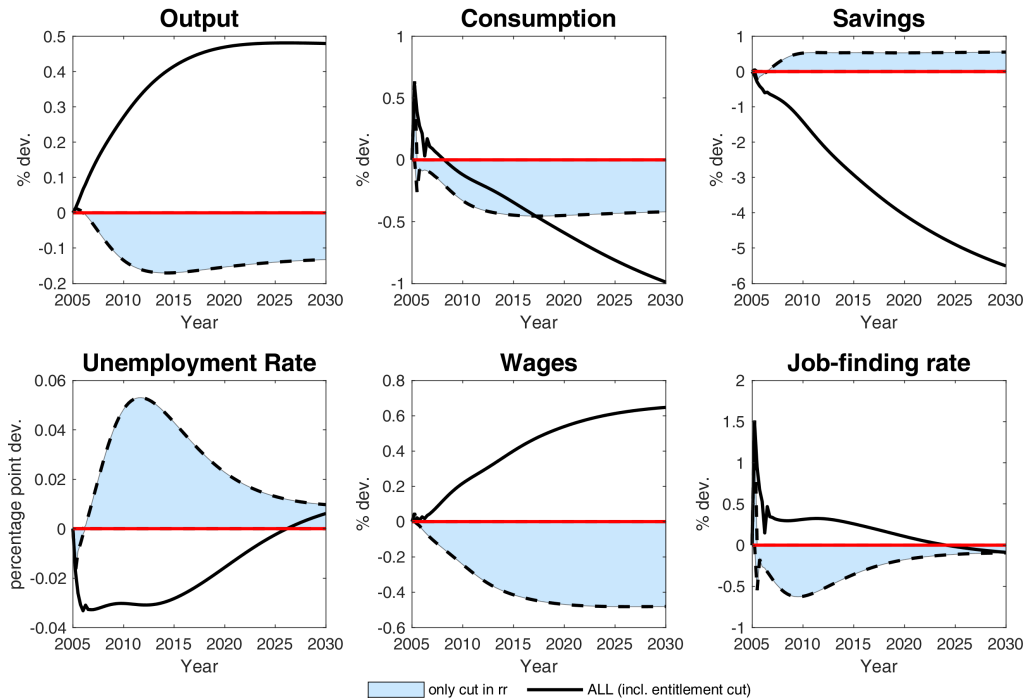 Output
% dev.
0.5
0.4
0.3
0.2
0.1
0
-0.1
-0.2
2005 2010 2015 2020 2025 2030
Year
Consumption
% dev.
1
0.5
0
-0.5
-1
2005 2010 2015 2020 2025 2030
Year
Savings
% dev.
1
0
-1
-2
-3
-4
-5
-6
2005 2010 2015 2020 2025 2030
Year
Unemployment Rate
percentage point dev.
0.06
0.04
0.02
0
-0.02
-0.04
2005 2010 2015 2020 2025 2030
Year
Wages
% dev.
0.8
0.6
0.4
0.2
0
-0.2
-0.4
-0.6
2005 2010 2015 2020 2025 2030
Year
Job-finding rate
% dev.
2
1.5
1
0.5
0
-0.5
-1
2005 2010 2015 2020 2025 2030
Year
only cut in rr ALL (incl. entitlement cut)